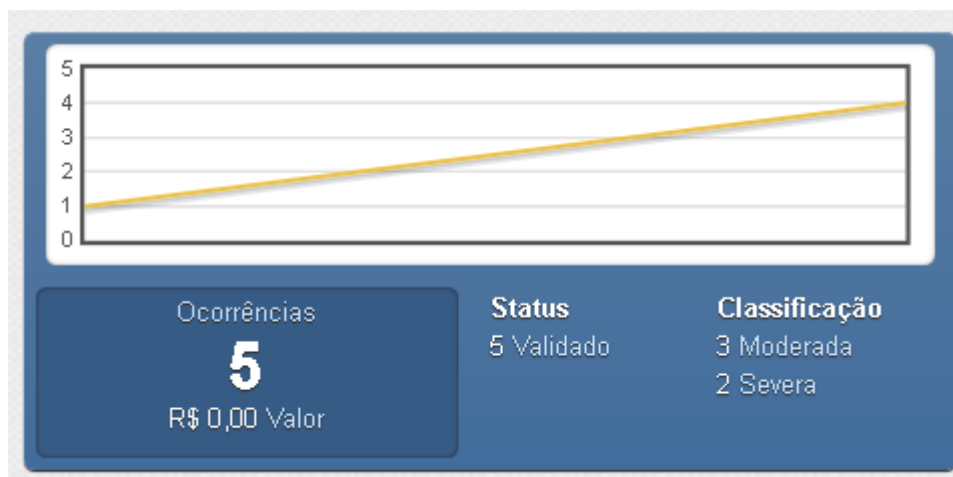 5
4
3
2
1
0
Ocorrências
5
R$ 0,00 Valor
Status
5 Validado
Classificação
3 Moderada
2 Severa